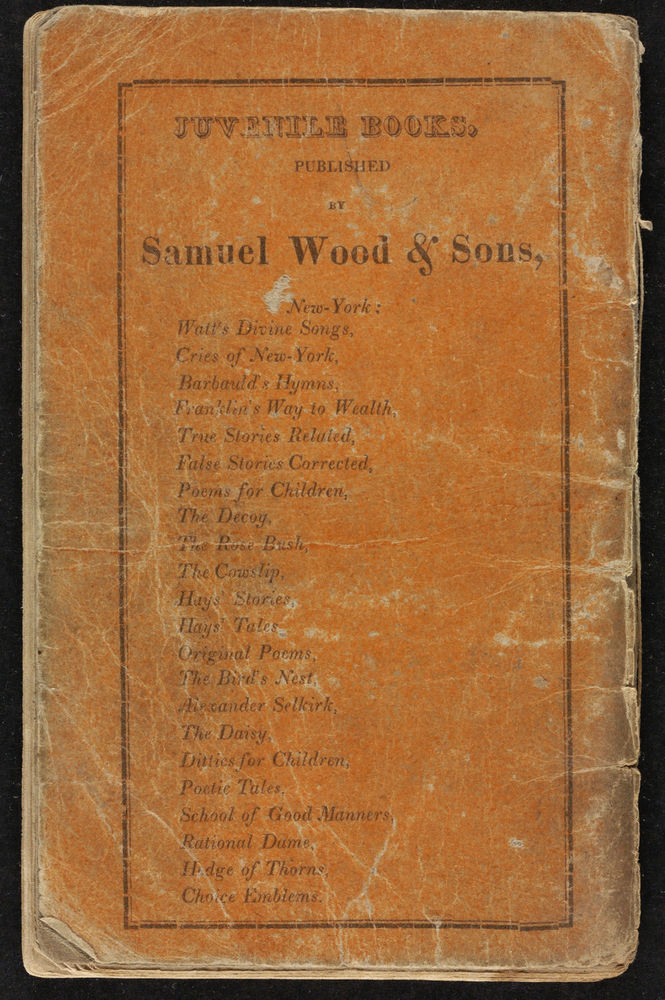 JUVENILE BOOKS,
PUBLISHED
BY
Samuel Wood & Sons,
New-York:
Watt's Divine Songs,
Cries of New-York,
Barbauld's Hymns,
Franklin's Way to Wealth,
True Stories Related,
False Stories Corrected,
Poems for Children,
The Decoy,
The Rose Bush,
The Cowslip,
Hays' Stories,
Hays' Tales
Original Poems,
The Bird's Nest,
Alexander Selkirk,
The Daisy,
Ditties for Children,
Poetic Tales,
School of Good Manners,
Rational Dame,
Hedge of Thorns,
Choice Emblems.